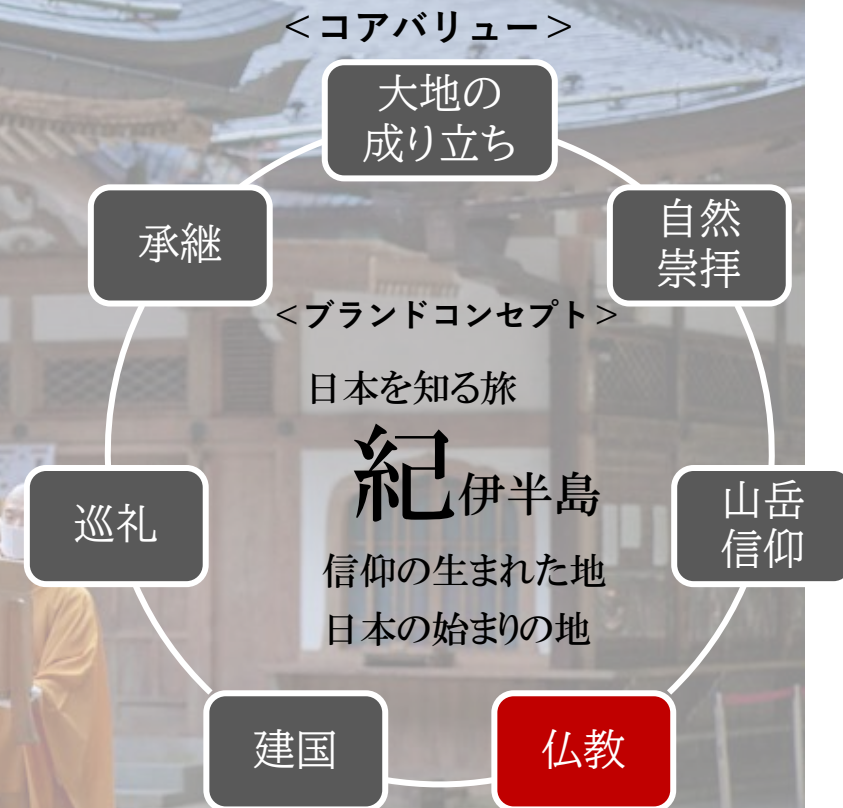 ＜コアバリュー＞
大地の
成り立ち
自然
崇拝
山岳
信仰
仏教
建国
巡礼
承継
＜ブランドコンセプト＞
日本を知る旅
紀伊半島
信仰の生まれた地
日本の始まりの地